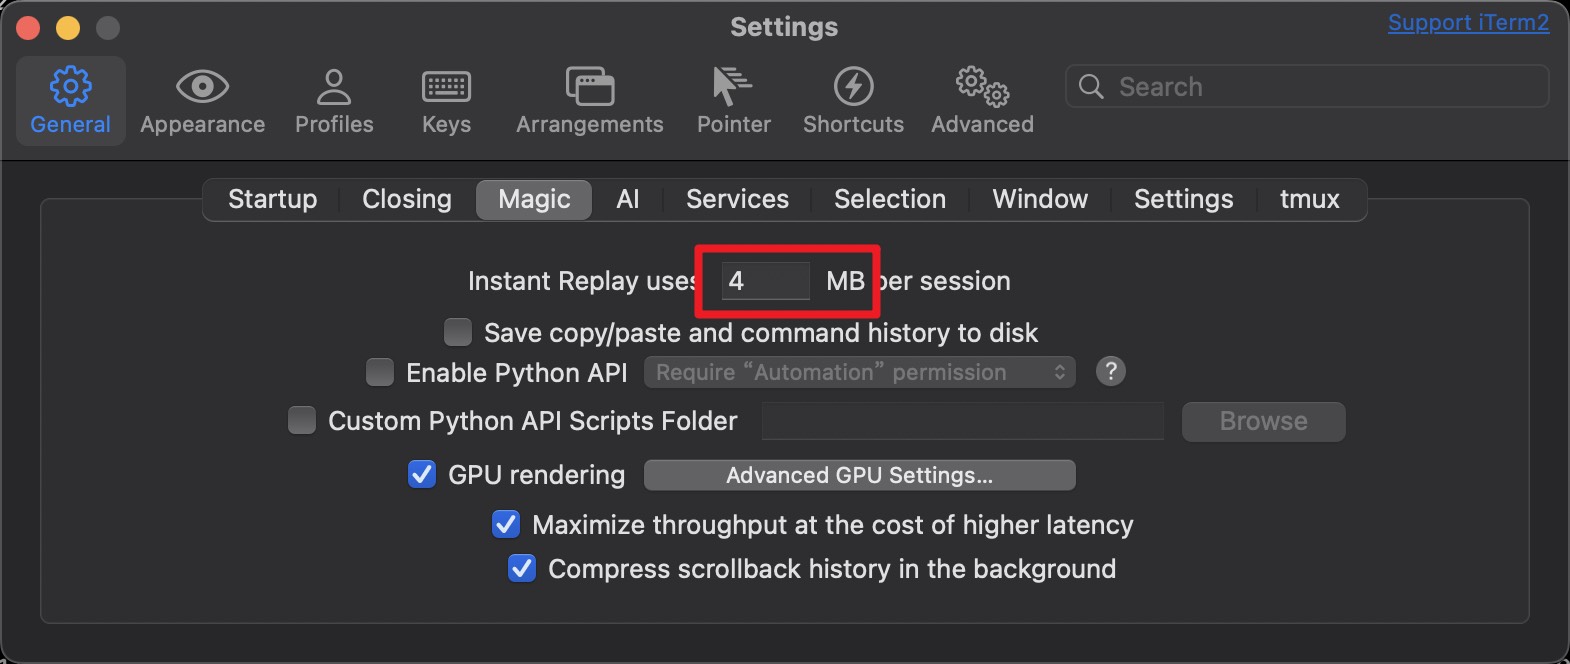 Settings
Support iTerm2
General Appearance Profiles Keys Arrangements Pointer Shortcuts Advanced Search
Startup Closing Magic AI Services Selection Window Settings tmux
Instant Replay uses 4 MB per session
Save copy/paste and command history to disk
Enable Python API Require “Automation” permission ?
Custom Python API Scripts Folder Browse
GPU rendering Advanced GPU Settings...
Maximize throughput at the cost of higher latency
Compress scrollback history in the background